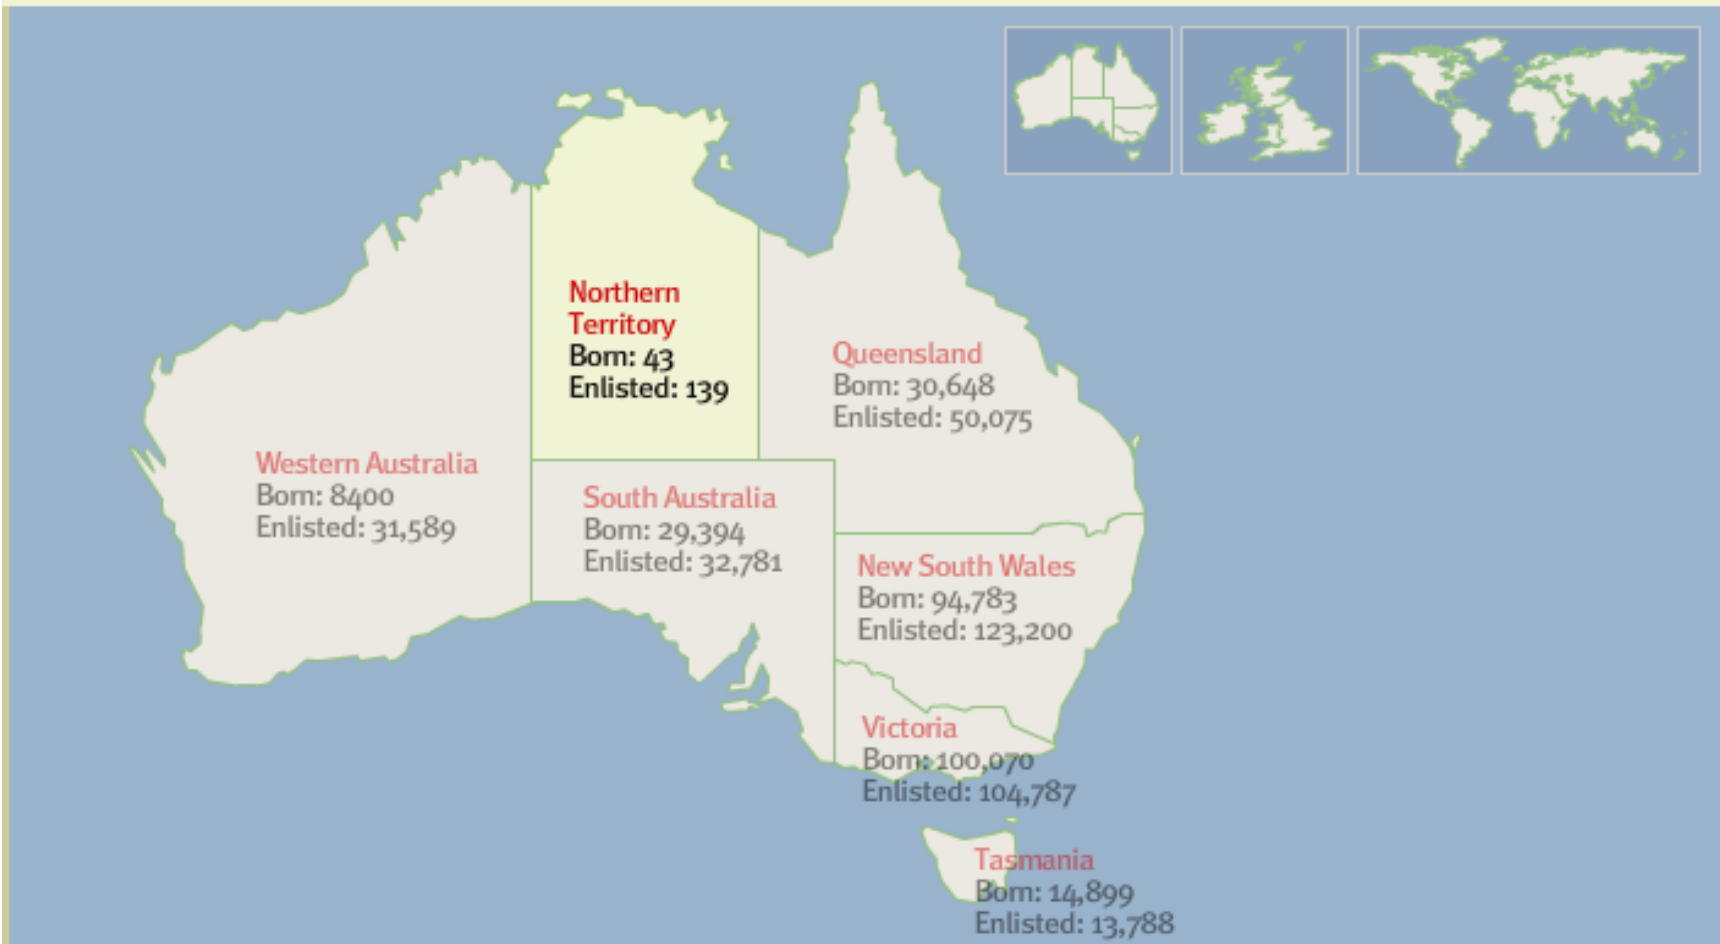 Northern
Territory
Born: 43
Enlisted: 139
Queensland
Born: 30,648
Enlisted: 50,075
Western Australia
Born: 8400
Enlisted: 31,589
South Australia
Born: 29,394
Enlisted: 32,781
New South Wales
Born: 94,783
Enlisted: 123,200
Victoria
Born: 100,070
Enlisted: 104,787
Tasmania
Born: 14,899
Enlisted: 13,788